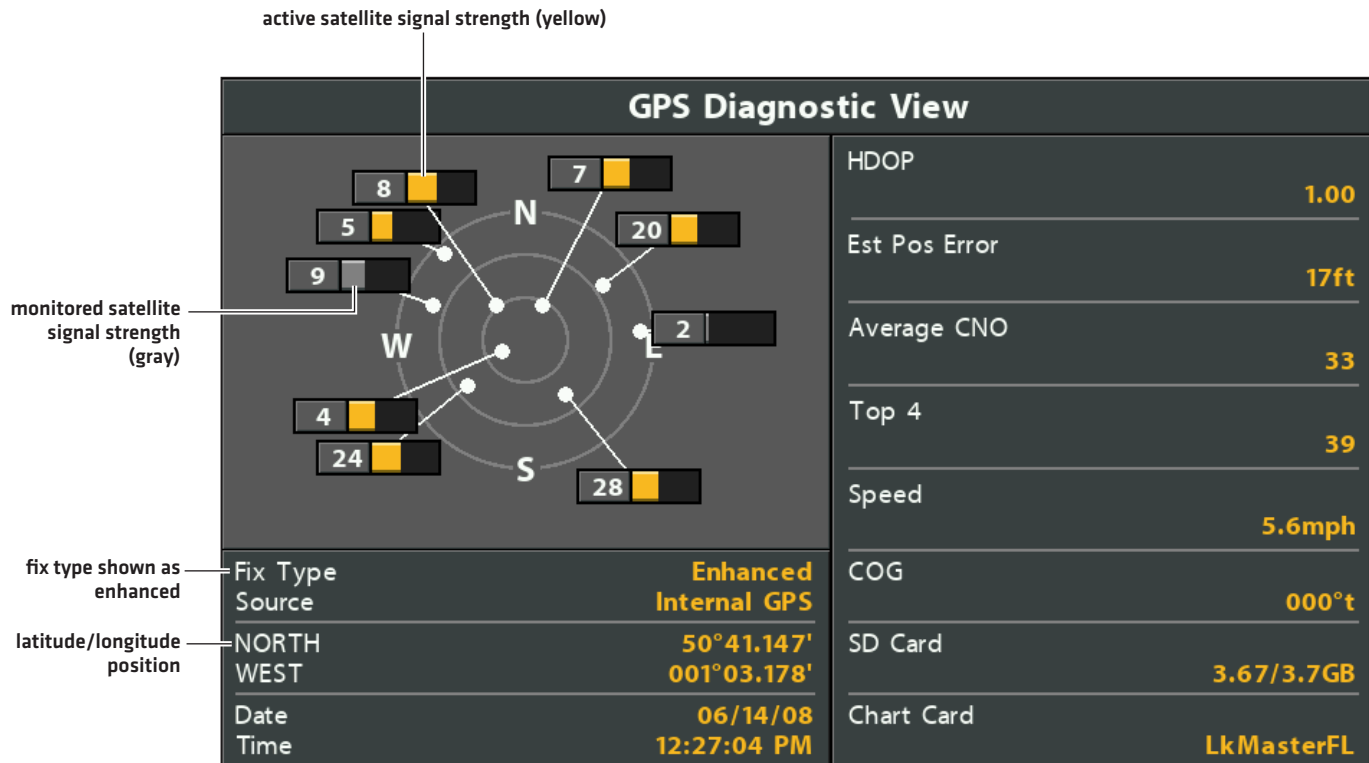 active satellite signal strength (yellow)
GPS Diagnostic View
8
7
5
20
9
N
2
W
E
4
24
S
28
monitored satellite
signal strength
(gray)
fix type shown as
enhanced
latitude/longitude
position
Fix Type Enhanced
Source Internal GPS
NORTH 50°41.147'
WEST 001°03.178'
Date 06/14/08
Time 12:27:04 PM
HDOP
1.00
Est Pos Error
17ft
Average CNO
33
Top 4
39
Speed
5.6mph
COG
000°t
SD Card
3.67/3.7GB
Chart Card
LkMasterFL